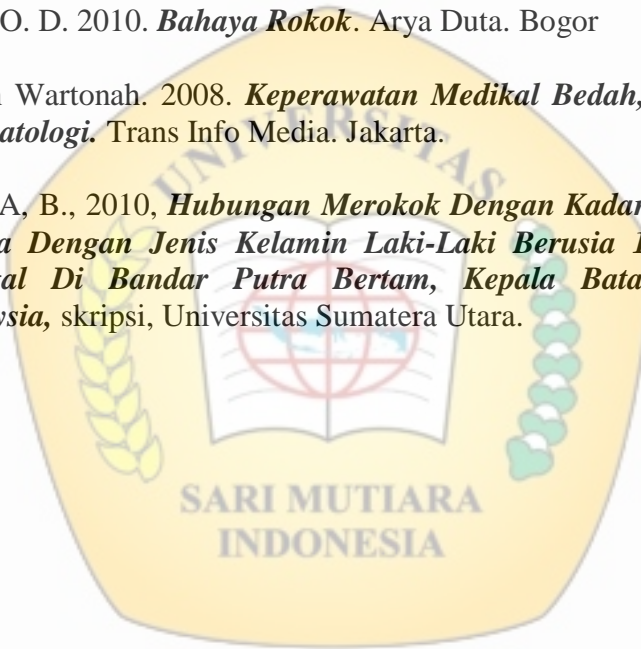 O. D. 2010. Bahaya Rokok. Arya Duta. Bogor
Wartonah. 2008. Keperawatan Medikal Bedah,
atologi. Trans Info Media. Jakarta.
A, B., 2010, Hubungan Merokok Dengan Kadar
a Dengan Jenis Kelamin Laki-Laki Berusia
al Di Bandar Putra Bertam, Kepala Bata
ysia, skripsi, Universitas Sumatera Utara.
UNIVERSITAS
SARI MUTIARA
INDONESIA